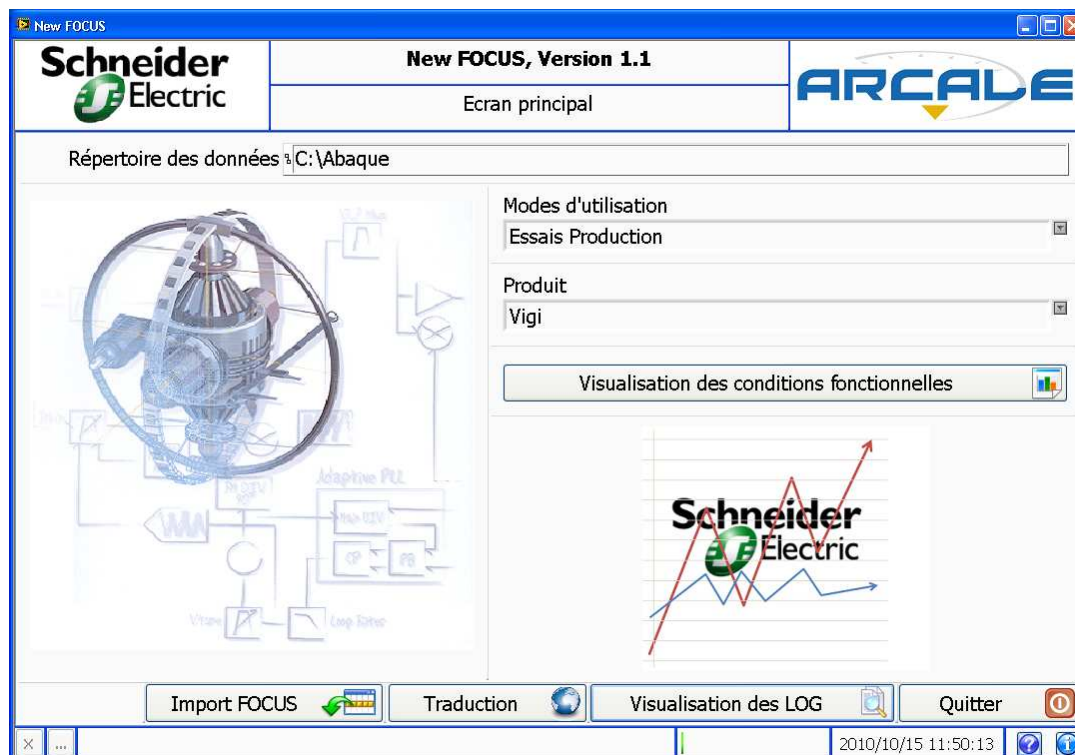 New FOCUS
Schneider
Electric
New FOCUS, Version 1.1
Ecran principal
ARCALE
Répertoire des données
C:\Abaque
Modes d'utilisation
Essais Production
Produit
Vigi
Visualisation des conditions fonctionnelles
Adaptive PLL
CP
Schneider
Electric
Import FOCUS
Traduction
Visualisation des LOG
Quitter
X
...
2010/10/15 11:50:13